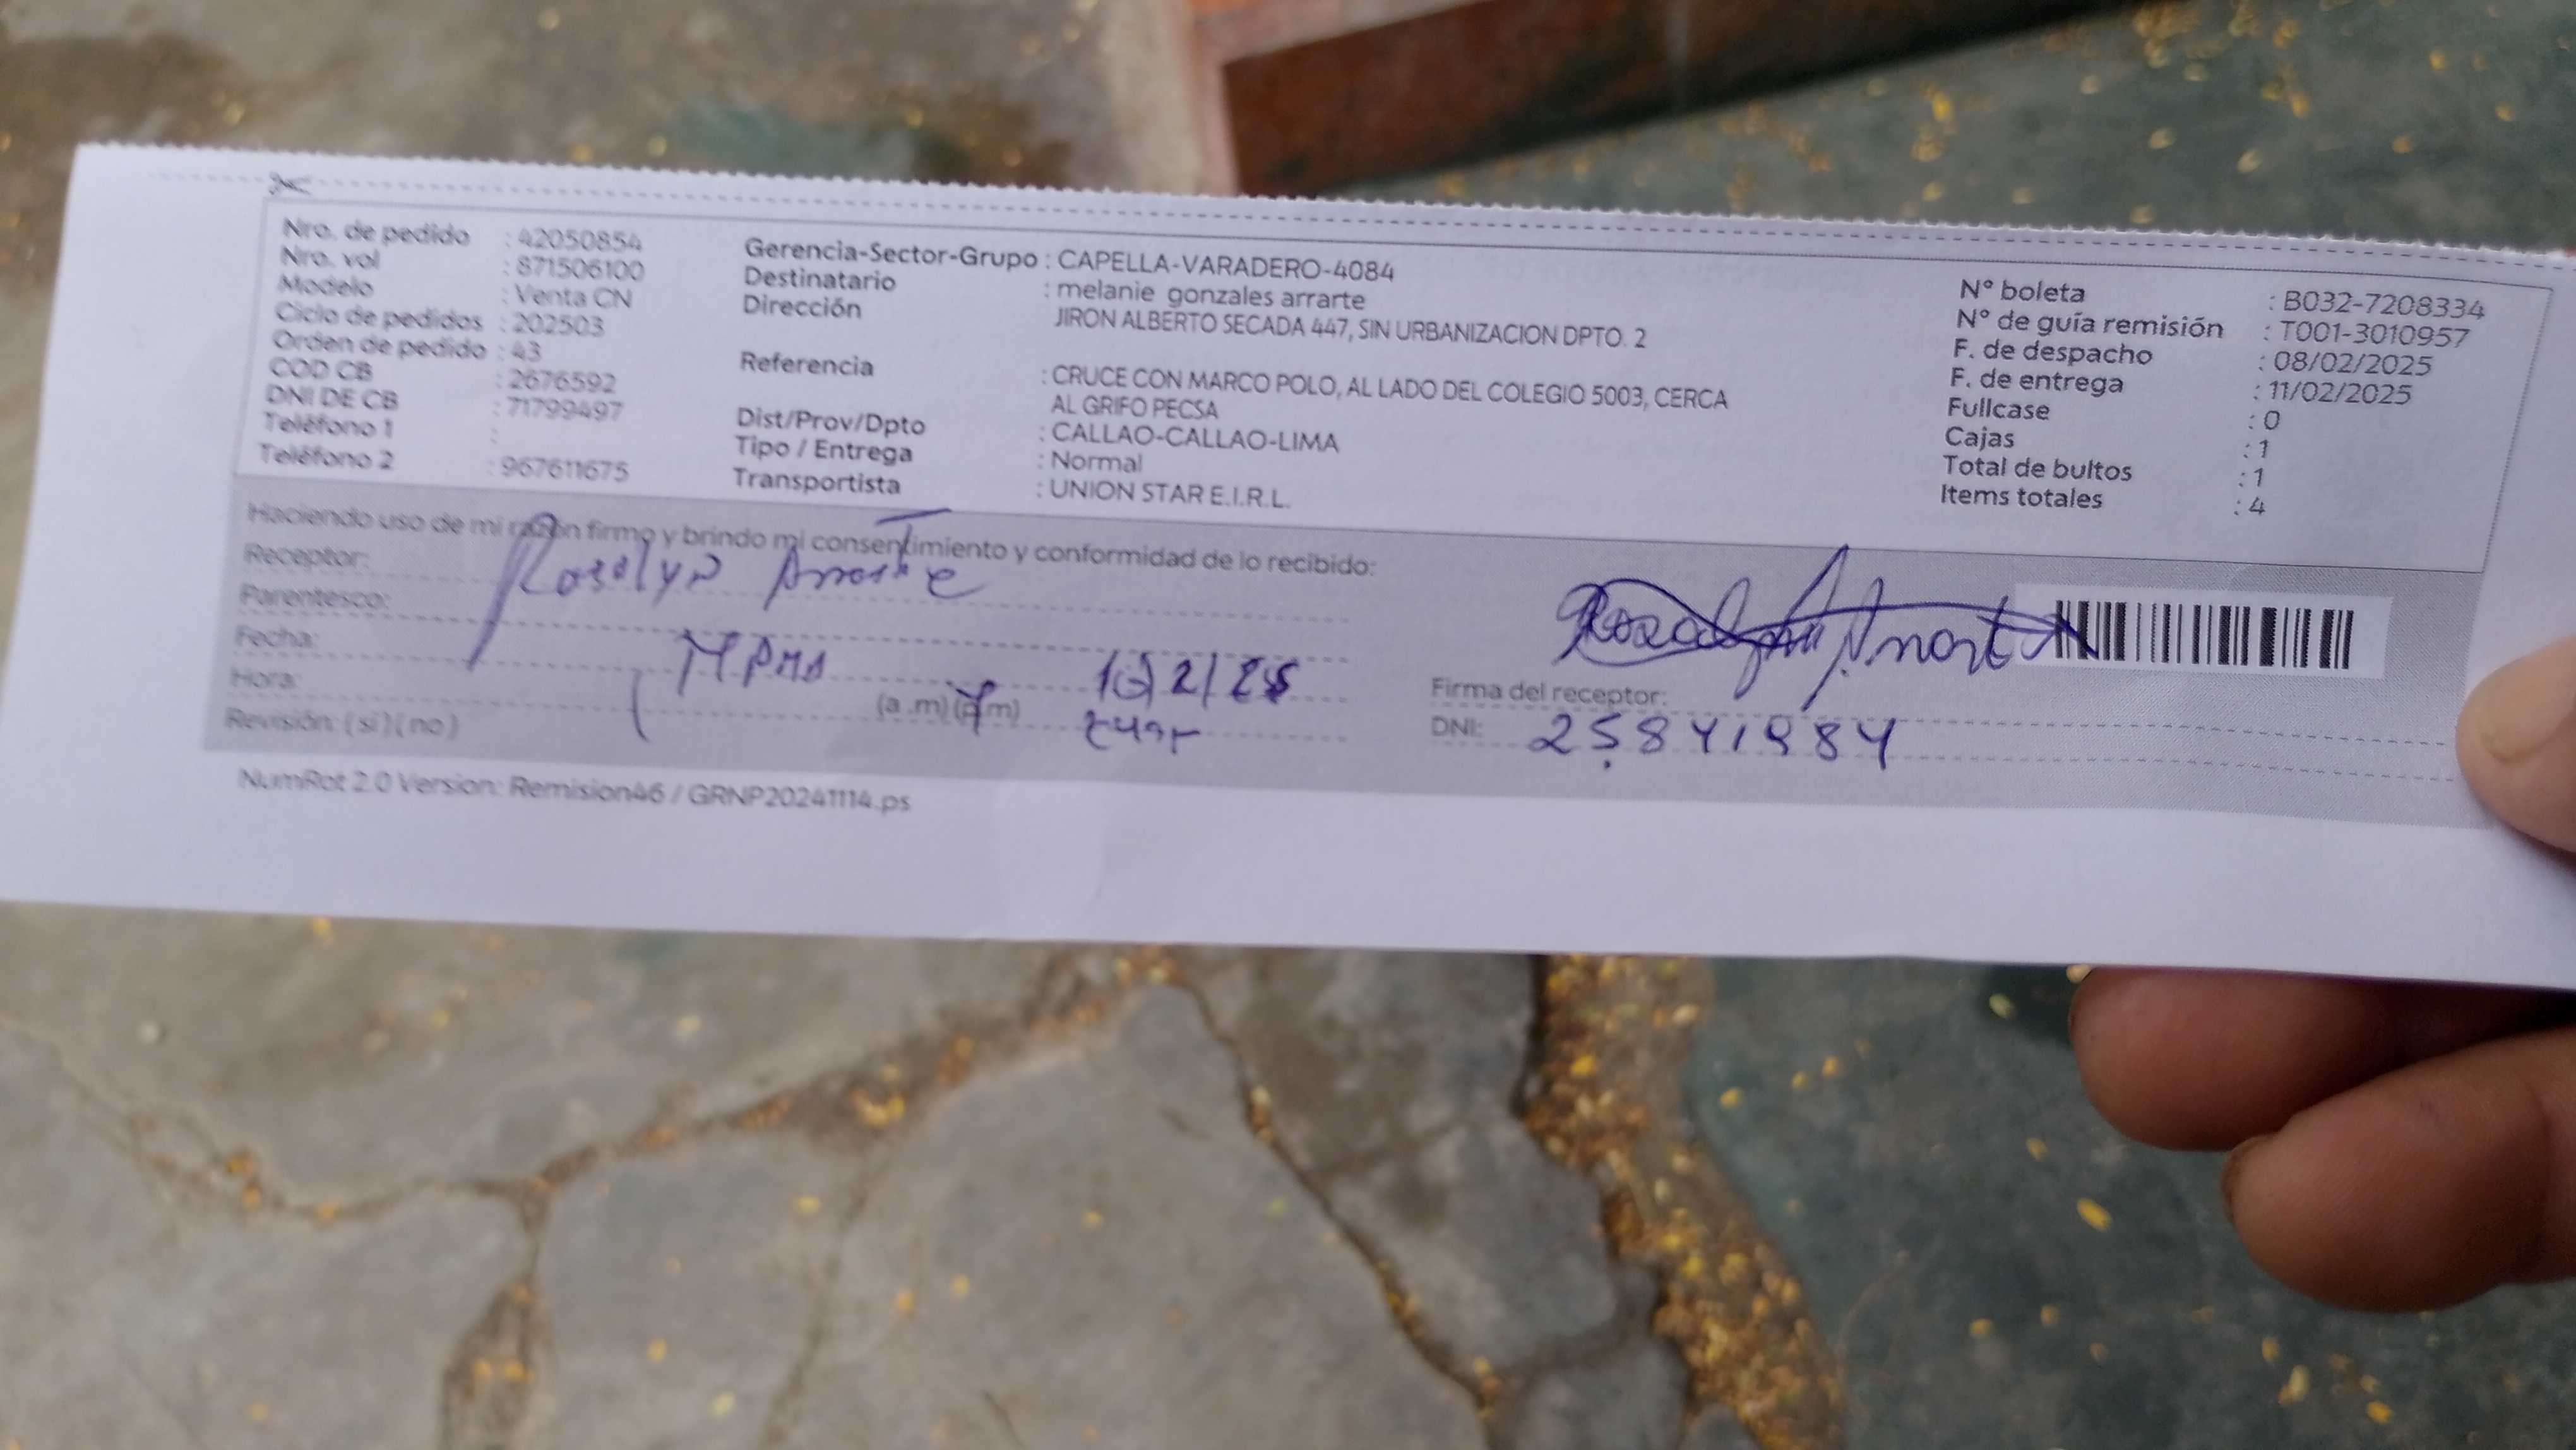 Nro. de pedido : 42050854
Nro. vol : 871506100
Modelo : Venta CN
Ciclo de pedidos : 202503
Orden de pedido : 43
COD CB : 2676592
DNI DE CB : 71799497
Teléfono 1 :
Teléfono 2 : 967611675
Gerencia-Sector-Grupo : CAPELLA-VARADERO-4084
Destinatario : melanie gonzales arrarte
Dirección JIRON ALBERTO SECADA 447, SIN URBANIZACION DPTO. 2
Referencia : CRUCE CON MARCO POLO, AL LADO DEL COLEGIO 5003, CERCA
AL GRIFO PECSA
Dist/Prov/Dpto : CALLAO-CALLAO-LIMA
Tipo / Entrega : Normal
Transportista : UNION STAR E.I.R.L.
N° boleta : B032-7208334
N° de guía remisión : T001-3010957
F. de despacho : 08/02/2025
F. de entrega : 11/02/2025
Fullcase : 0
Cajas : 1
Total de bultos : 1
Items totales : 4
Haciendo uso de mi razón firmo y brindo mi consentimiento y conformidad de lo recibido:
Receptor: Rosalyn Arrarte
Parentesco:
Fecha:
Hora: (a .m) (p.m)
Revisión: ( si ) ( no )
Firma del receptor:
DNI: 25841984
NumRot 2.0 Version: Remision46 / GRNP20241114.ps